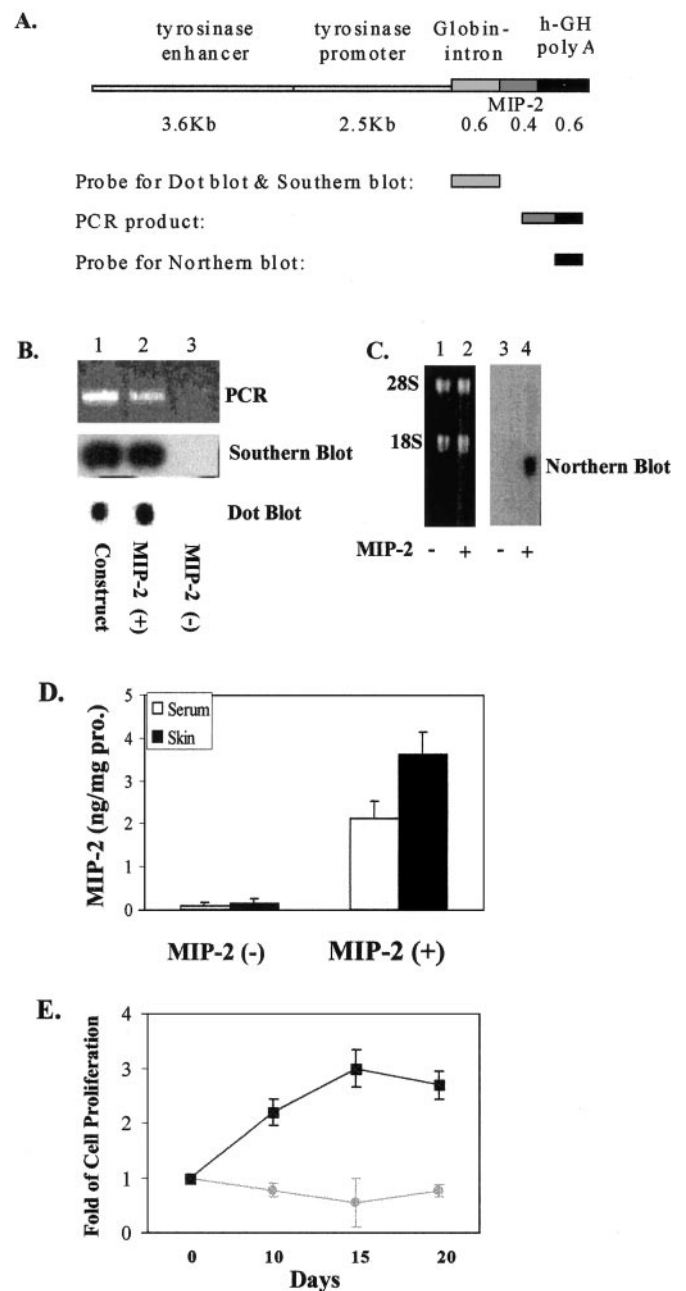 A.
tyrosinase enhancer
tyrosinase promoter
Globin-intron
h-GH poly A
MIP-2
3.6Kb 2.5Kb 0.6 0.4 0.6
Probe for Dot blot & Southern blot:
PCR product:
Probe for Northern blot:
B.
1 2 3
PCR
Southern Blot
Dot Blot
Construct
MIP-2 (+)
MIP-2 (-)
C.
1 2 3 4
28S
18S
Northern Blot
MIP-2 - + - +
D.
MIP-2 (ng/mg pro.)
5
4
3
2
1
0
Serum
Skin
MIP-2 (-) MIP-2 (+)
E.
Fold of Cell Proliferation
4
3
2
1
0
0 10 15 20
Days